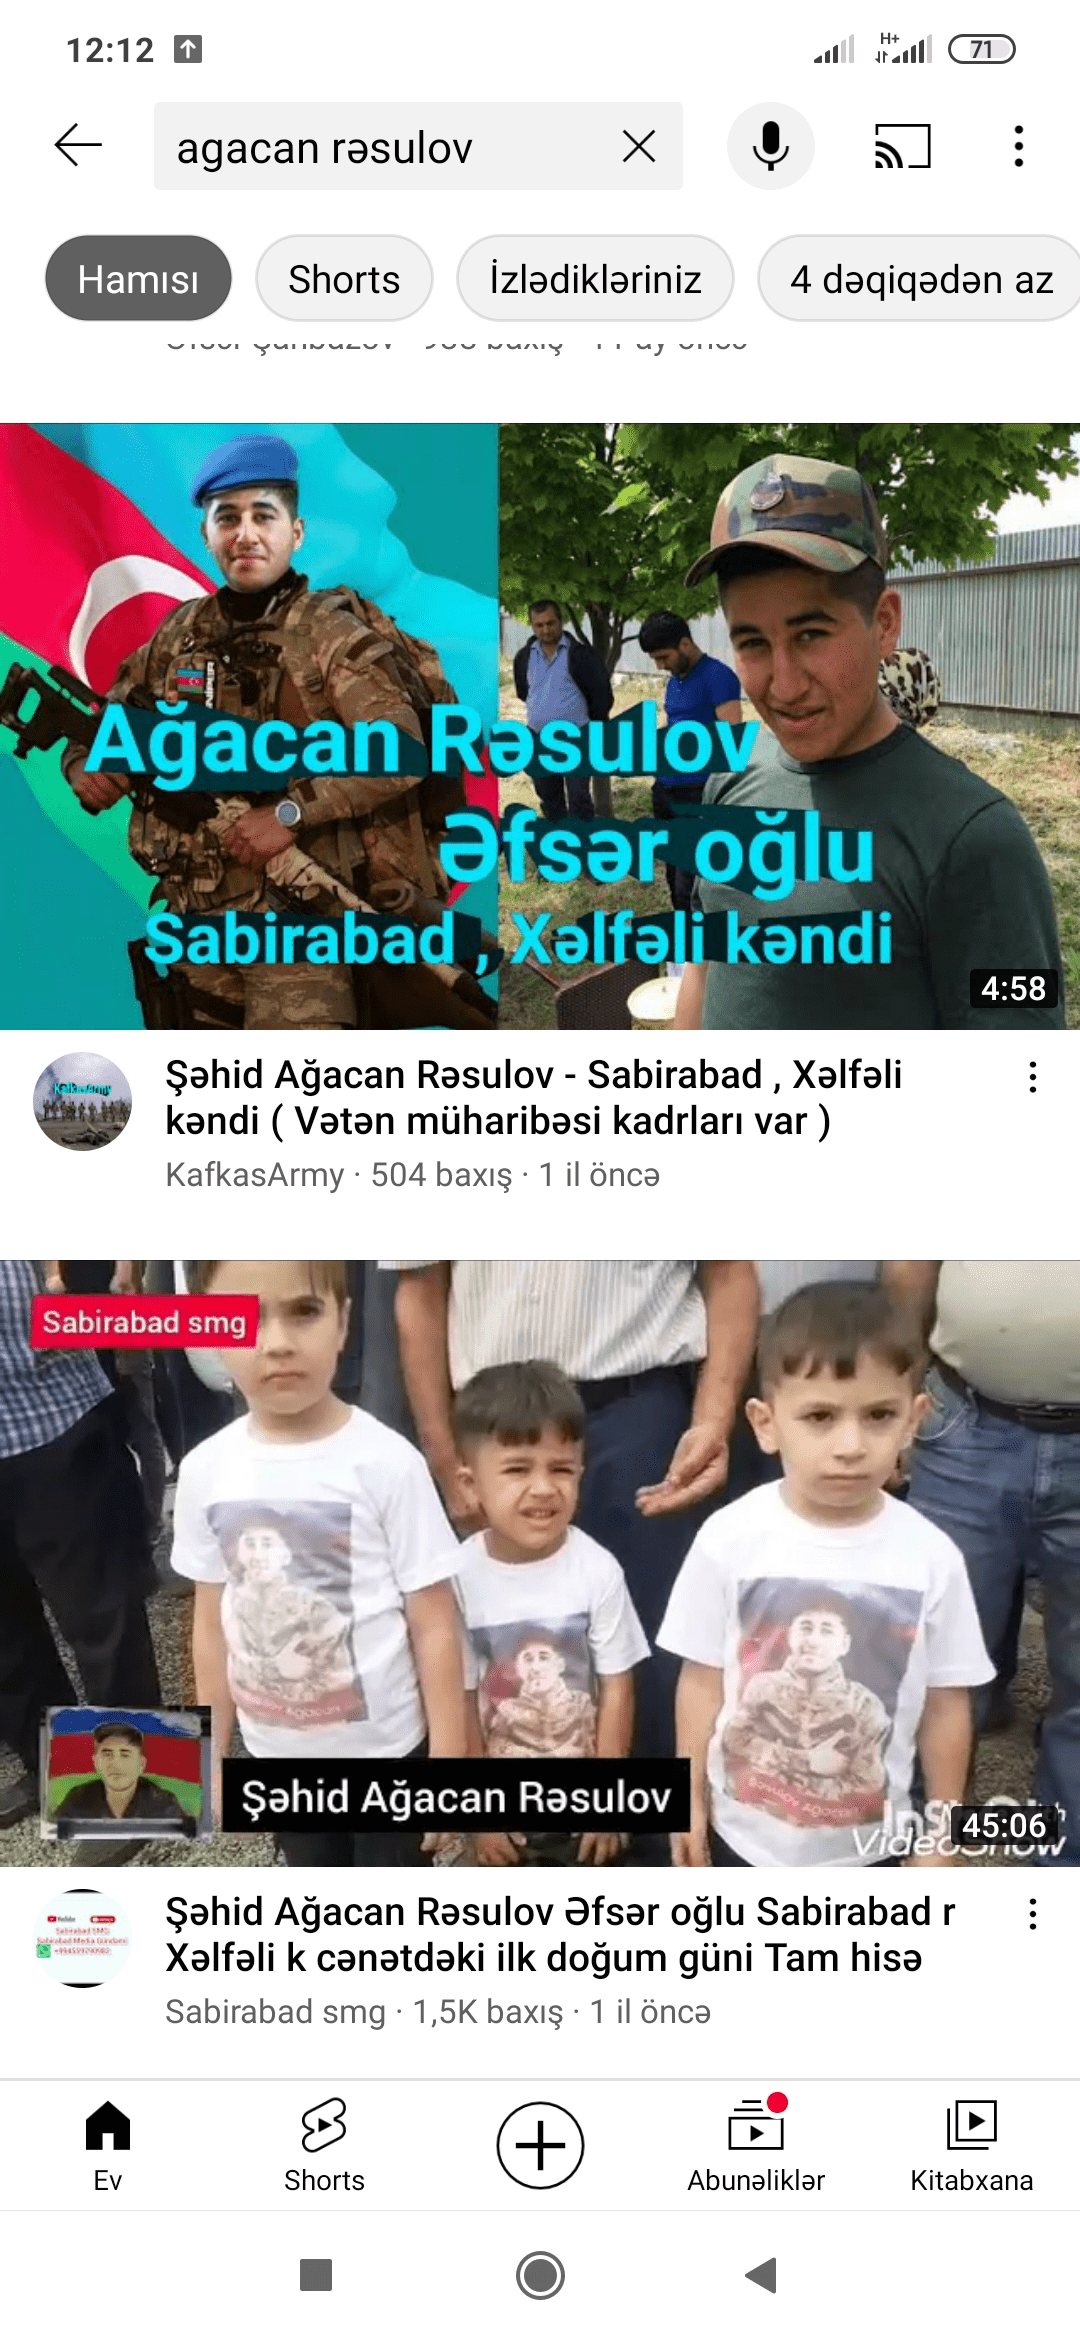 12:12
H+
71
agacan rəsulov
Hamısı
Shorts
İzlədikləriniz
4 dəqiqədən az
Ağacan Rəsulov
Əfsər oğlu
Sabirabad , Xəlfəli kəndi
4:58
KafkasArmy
Şəhid Ağacan Rəsulov - Sabirabad , Xəlfəli
kəndi ( Vətən müharibəsi kadrları var )
KafkasArmy · 504 baxış · 1 il öncə
Sabirabad smg
Şəhid Ağacan Rəsulov
45:06
Şəhid Ağacan Rəsulov Əfsər oğlu Sabirabad r
Xəlfəli k cənətdəki ilk doğum güni Tam hisə
Sabirabad smg · 1,5K baxış · 1 il öncə
Ev
Shorts
Abunəliklər
Kitabxana